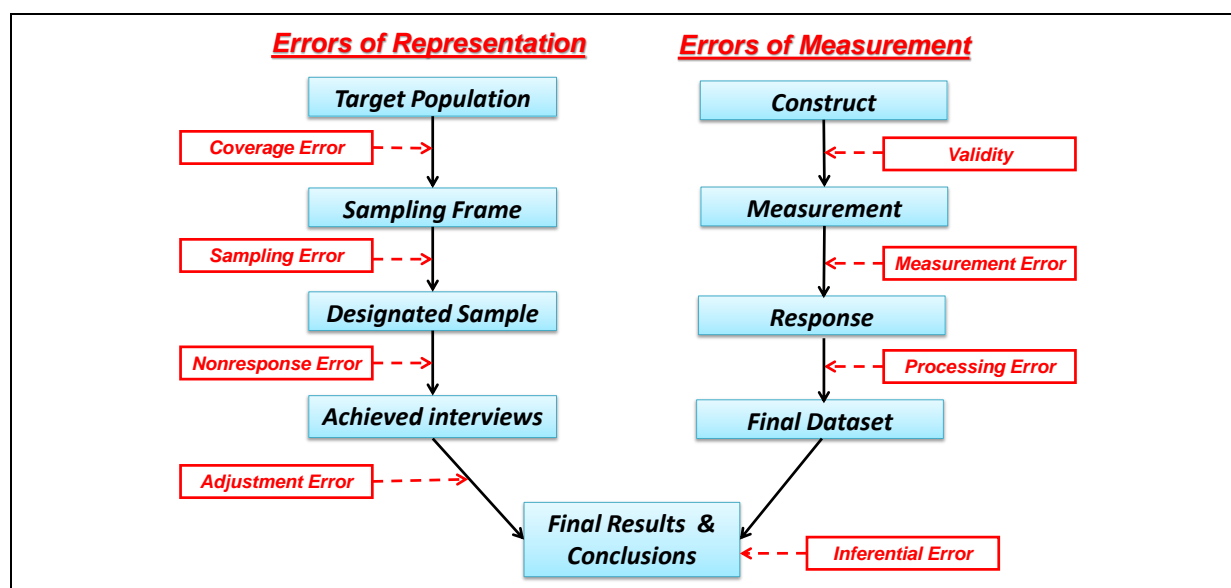 Errors of Representation
Errors of Measurement
Target Population
Construct
Coverage Error
Validity
Sampling Frame
Measurement
Sampling Error
Measurement Error
Designated Sample
Response
Nonresponse Error
Processing Error
Achieved interviews
Final Dataset
Adjustment Error
Final Results &
Conclusions
Inferential Error